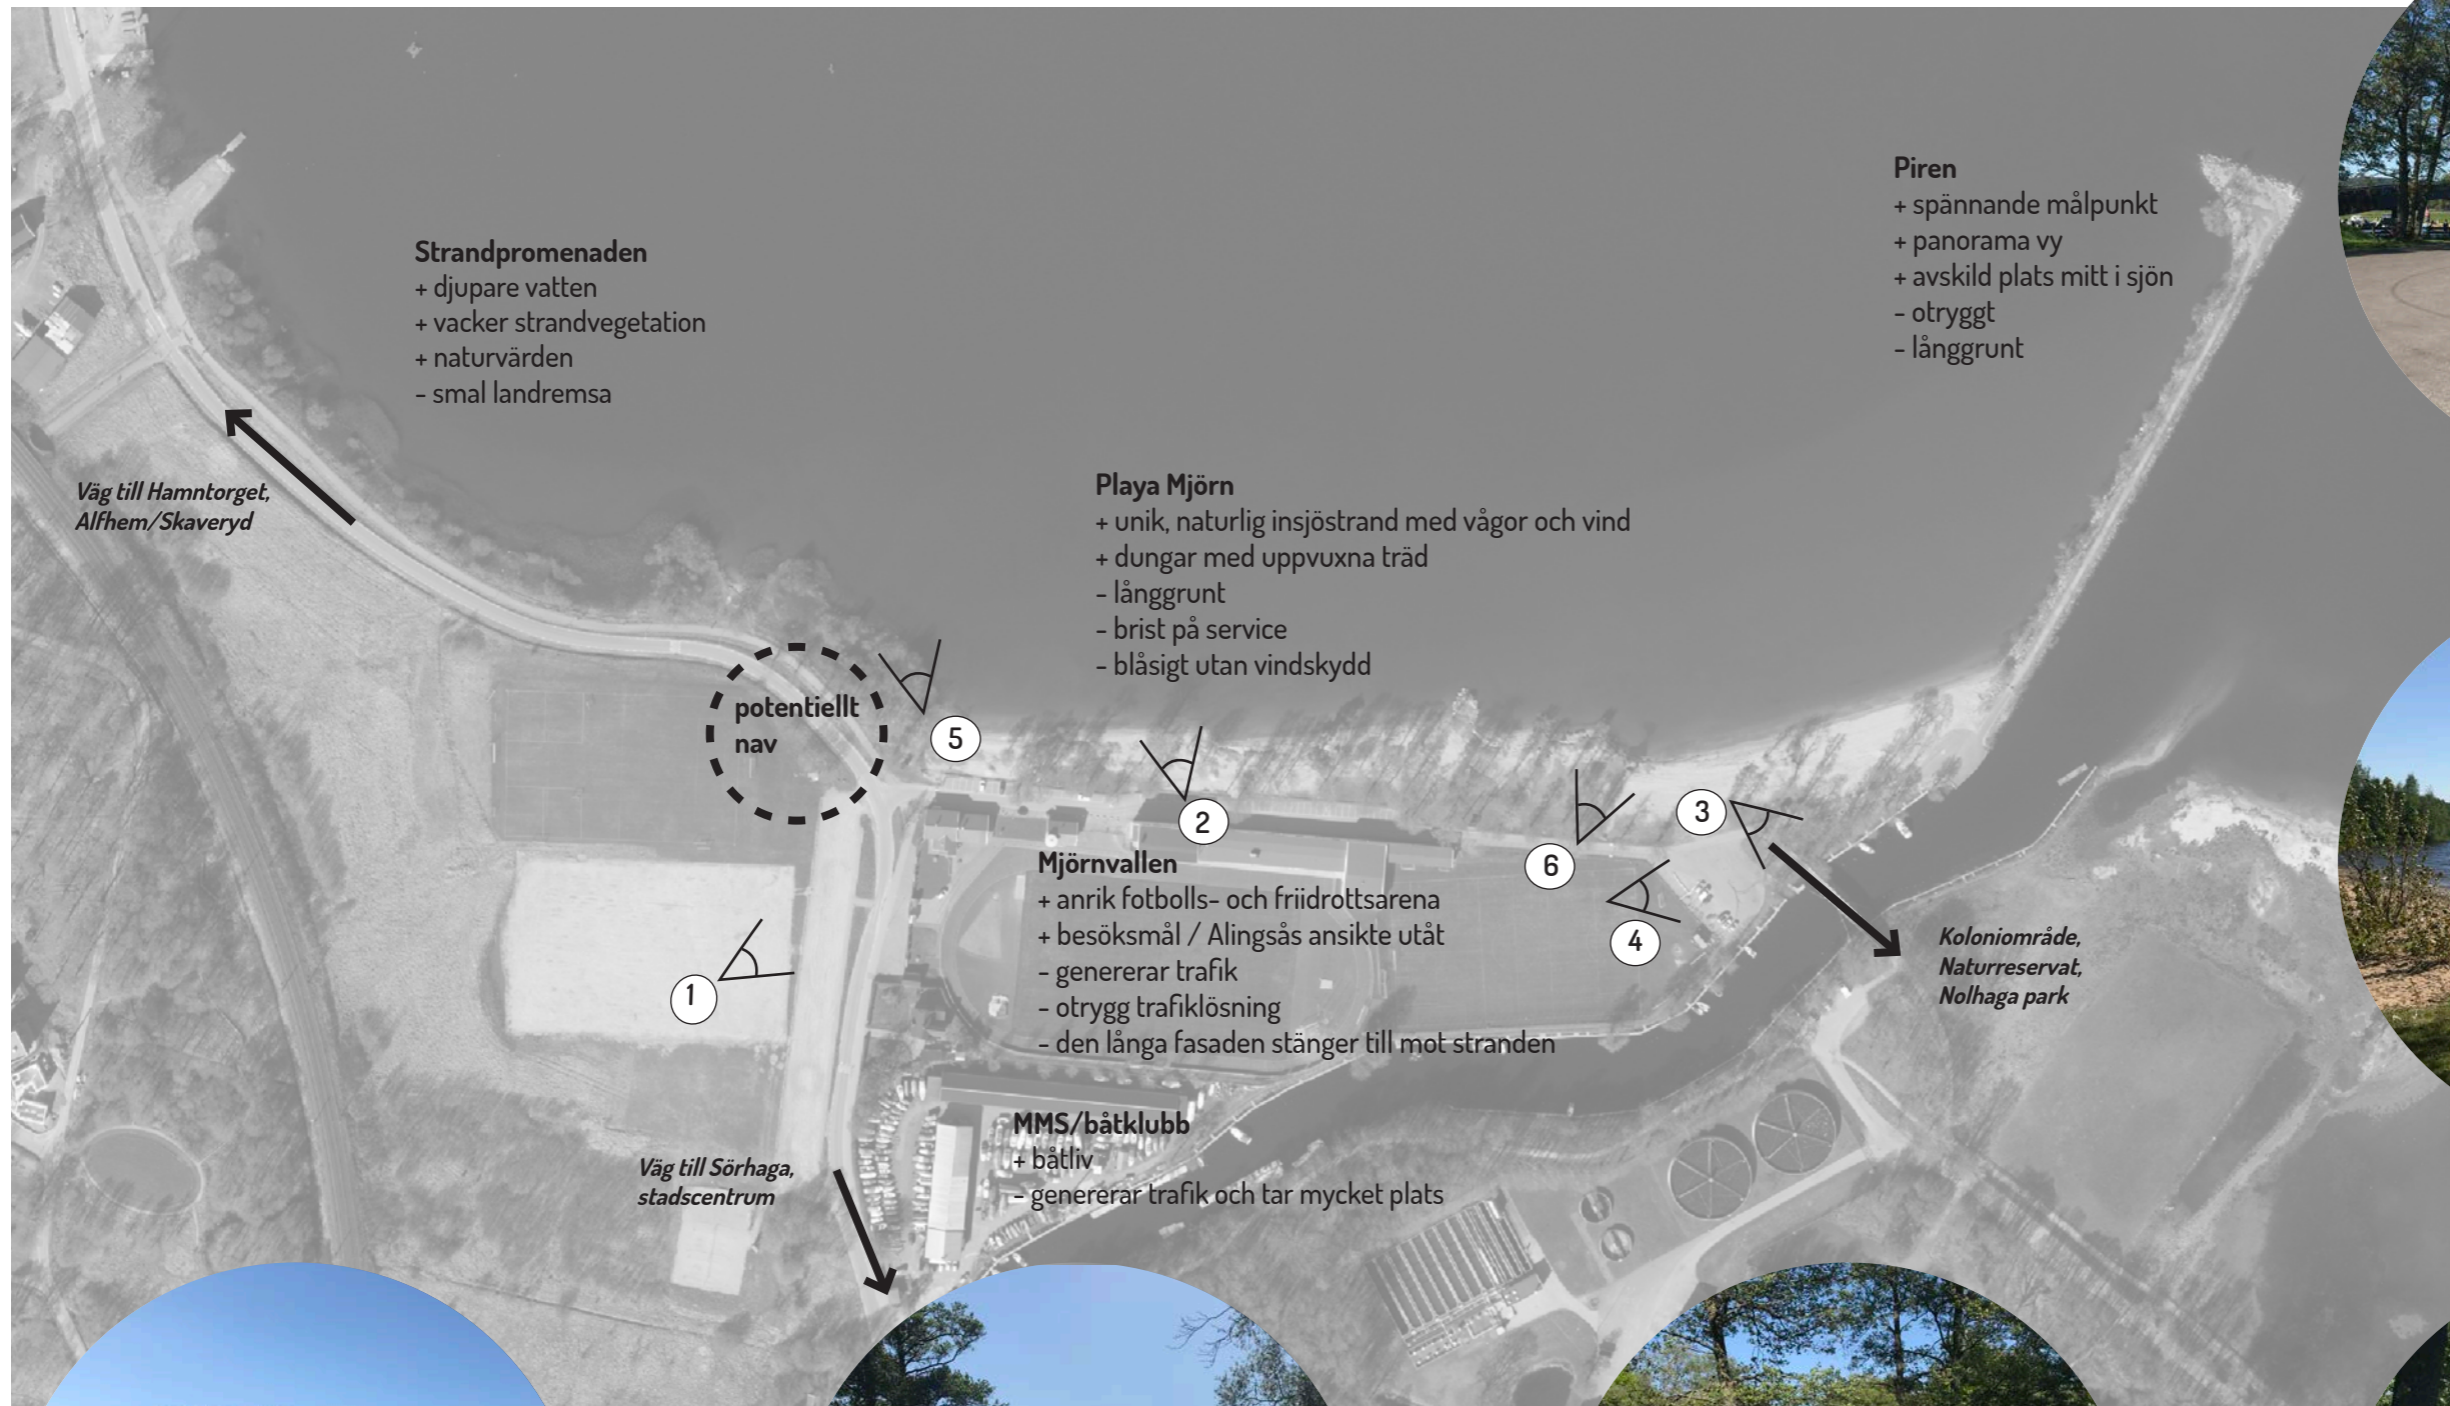 Piren
+ spännande målpunkt
+ panorama vy
+ avskild plats mitt i sjön
- otryggt
- långgrunt
Strandpromenaden
+ djupare vatten
+ vacker strandvegetation
+ naturvärden
- smal landremsa
Väg till Hamntorget,
Alfhem/Skaveryd
Playa Mjörn
+ unik, naturlig insjöstrand med vågor och vind
+ dungar med uppvuxna träd
- långgrunt
- brist på service
- blåsigt utan vindskydd
potentiellt
nav
5
2
3
6
4
1
Mjörnvallen
+ anrik fotbolls- och friidrottsarena
+ besöksmål / Alingsås ansikte utåt
- genererar trafik
- otrygg trafiklösning
- den långa fasaden stänger till mot stranden
Koloniområde,
Naturreservat,
Nolhaga park
MMS/båtklubb
+ båtliv
- genererar trafik och tar mycket plats
Väg till Sörhaga,
stadscentrum